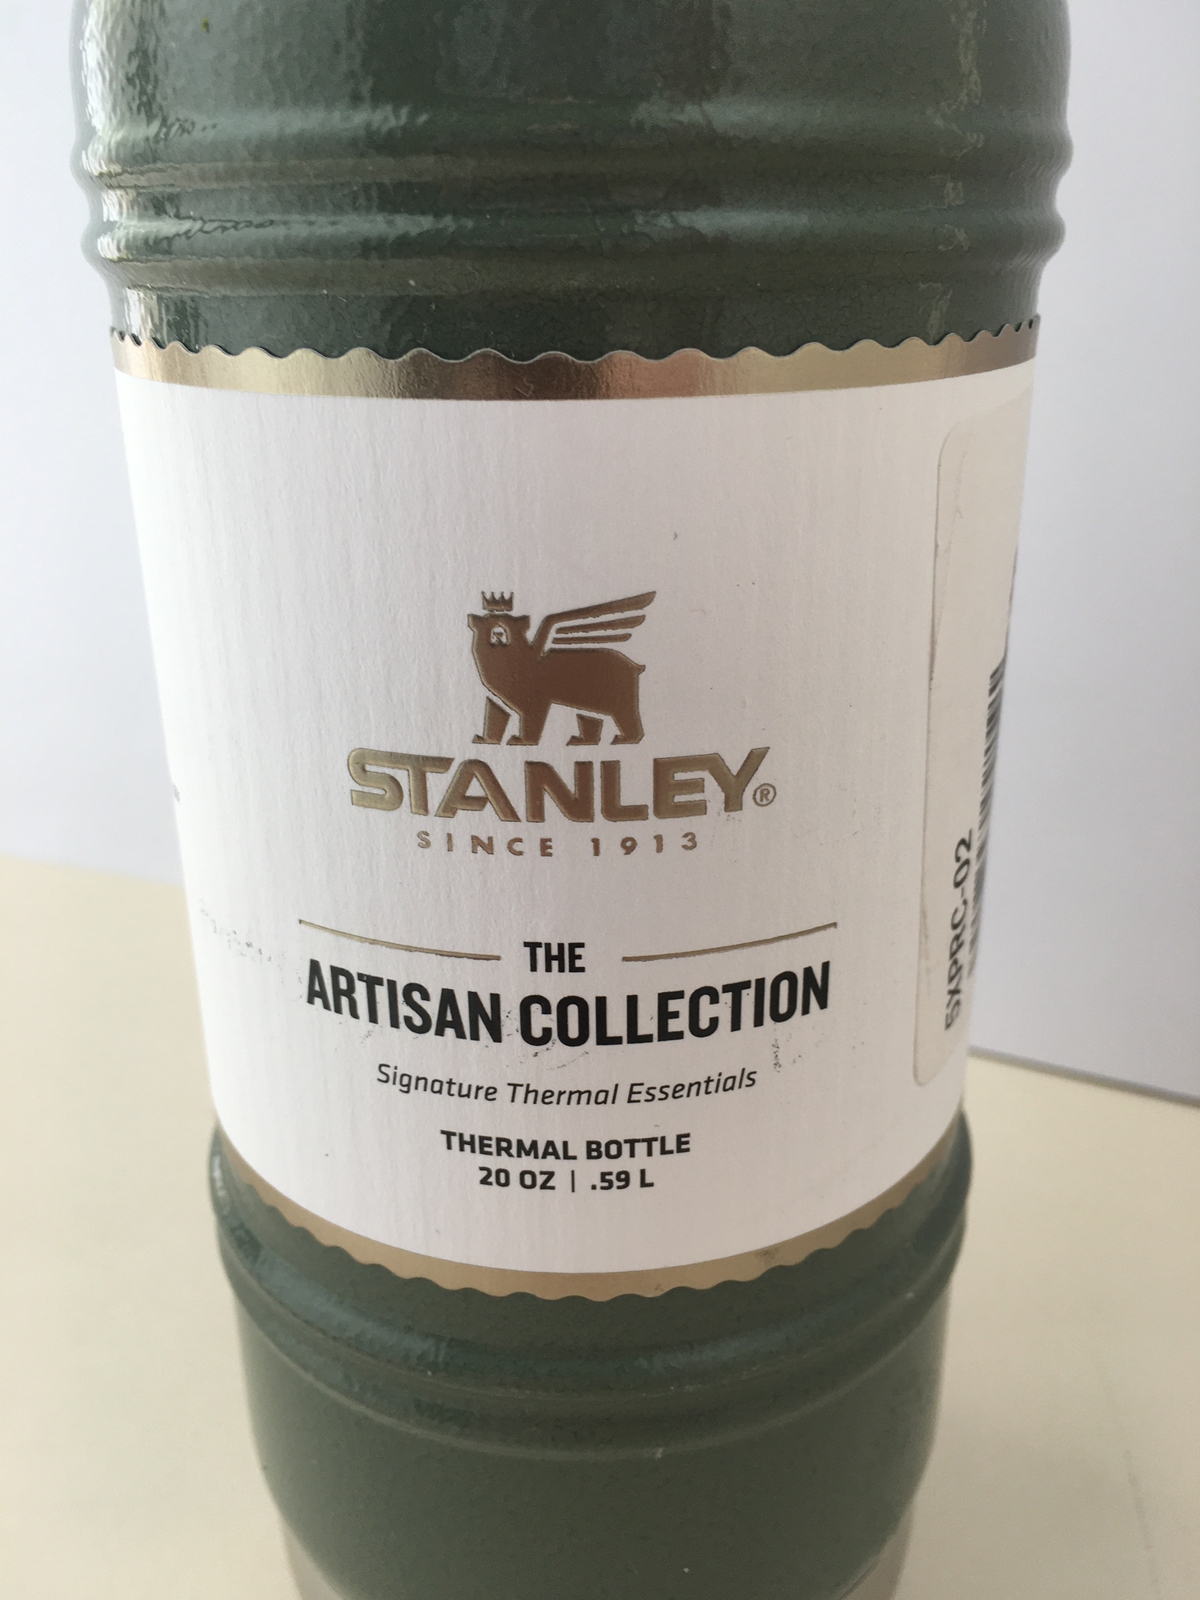 STANLEY®
SINCE 1913
THE
ARTISAN COLLECTION
Signature Thermal Essentials
THERMAL BOTTLE
20 OZ | .59 L
5XPRC-02